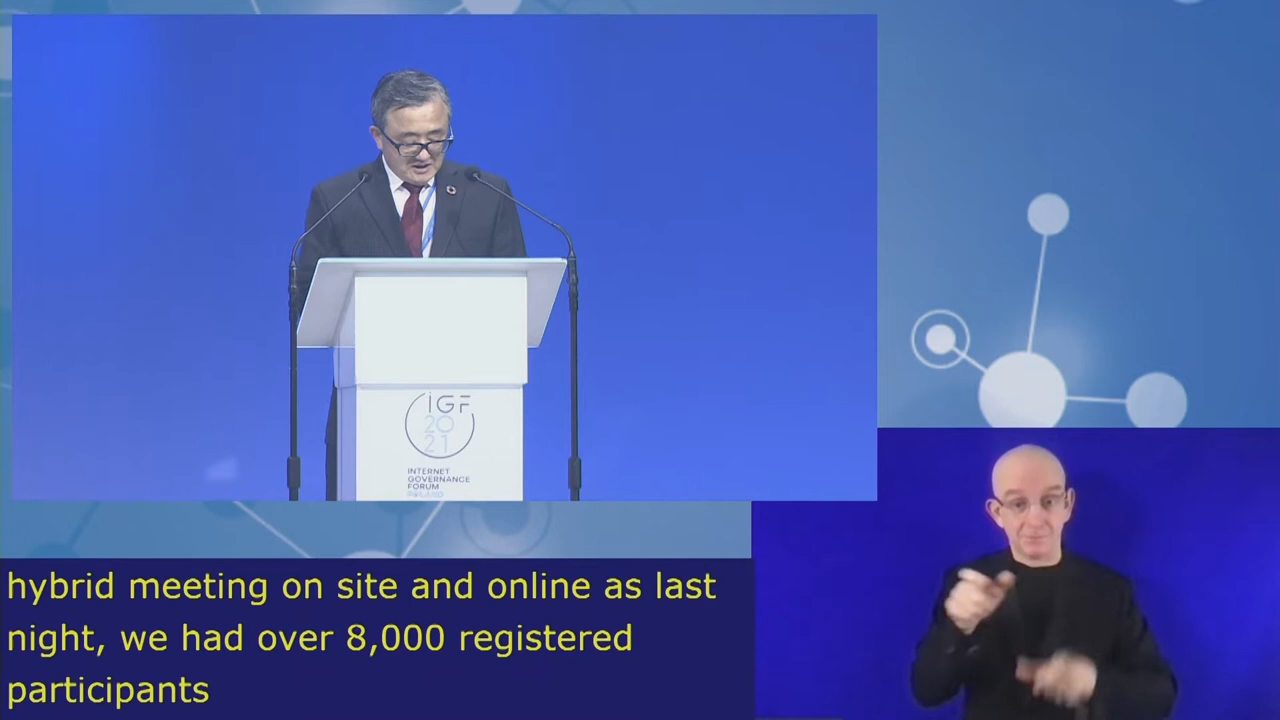 IGF
20
21
INTERNET
GOVERNANCE
FORUM
POLAND
hybrid meeting on site and online as last
night, we had over 8,000 registered
participants